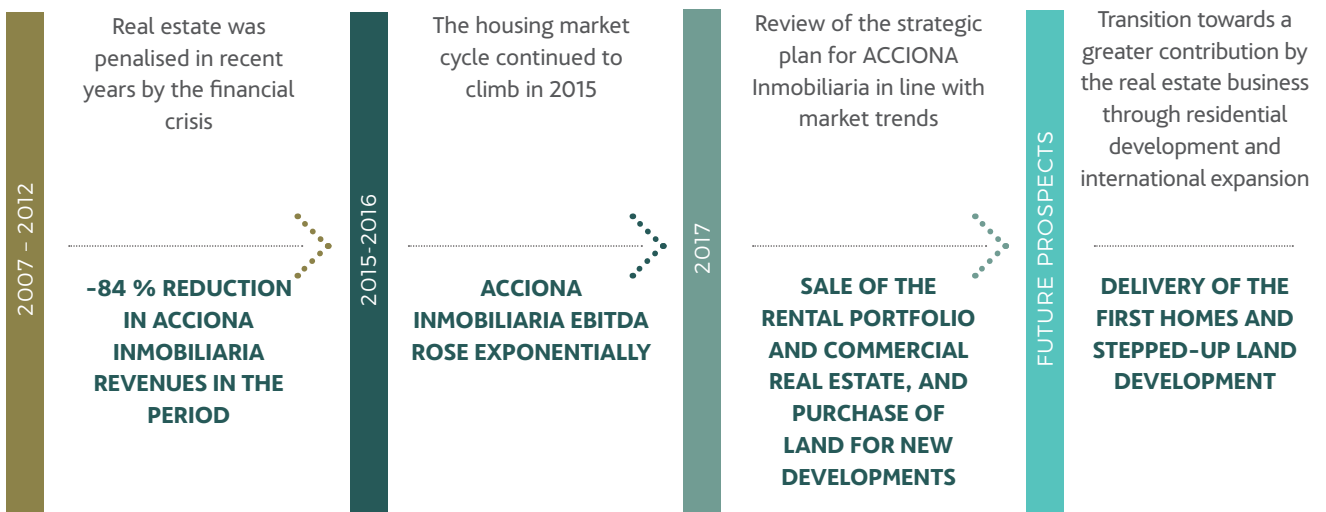 2007 – 2012
Real estate was
penalised in recent
years by the financial
crisis
-84 % REDUCTION
IN ACCIONA
INMOBILIARIA
REVENUES IN THE
PERIOD
2015-2016
The housing market
cycle continued to
climb in 2015
ACCIONA
INMOBILIARIA EBITDA
ROSE EXPONENTIALLY
2017
Review of the strategic
plan for ACCIONA
Inmobiliaria in line with
market trends
SALE OF THE
RENTAL PORTFOLIO
AND COMMERCIAL
REAL ESTATE, AND
PURCHASE OF
LAND FOR NEW
DEVELOPMENTS
FUTURE PROSPECTS
Transition towards a
greater contribution by
the real estate business
through residential
development and
international expansion
DELIVERY OF THE
FIRST HOMES AND
STEPPED-UP LAND
DEVELOPMENT